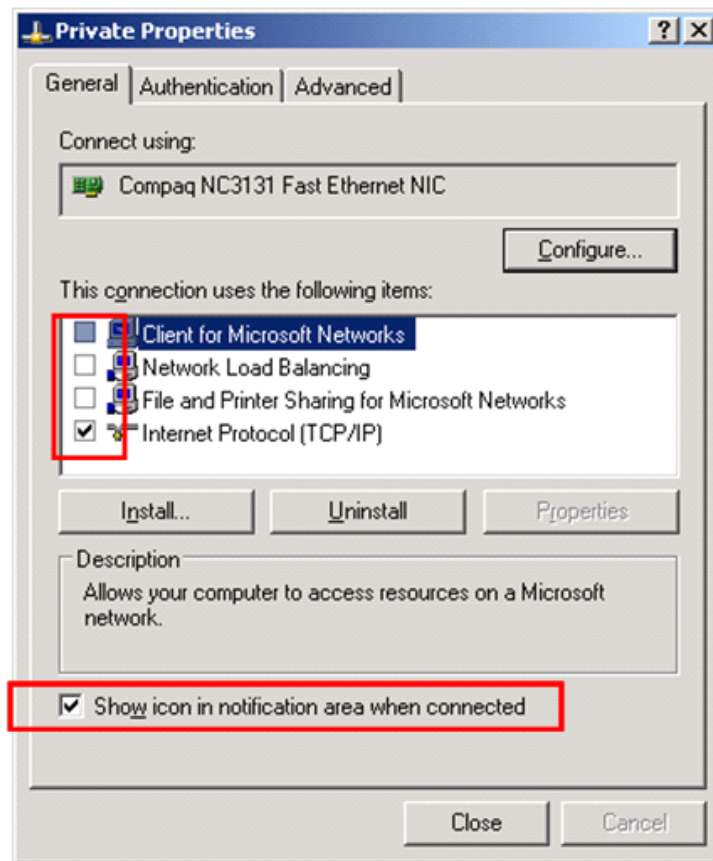 Private Properties
General Authentication Advanced
Connect using:
Compaq NC3131 Fast Ethernet NIC
Configure...
This connection uses the following items:
Client for Microsoft Networks
Network Load Balancing
File and Printer Sharing for Microsoft Networks
Internet Protocol (TCP/IP)
Install... Uninstall Properties
Description
Allows your computer to access resources on a Microsoft
network.
Show icon in notification area when connected
Close Cancel